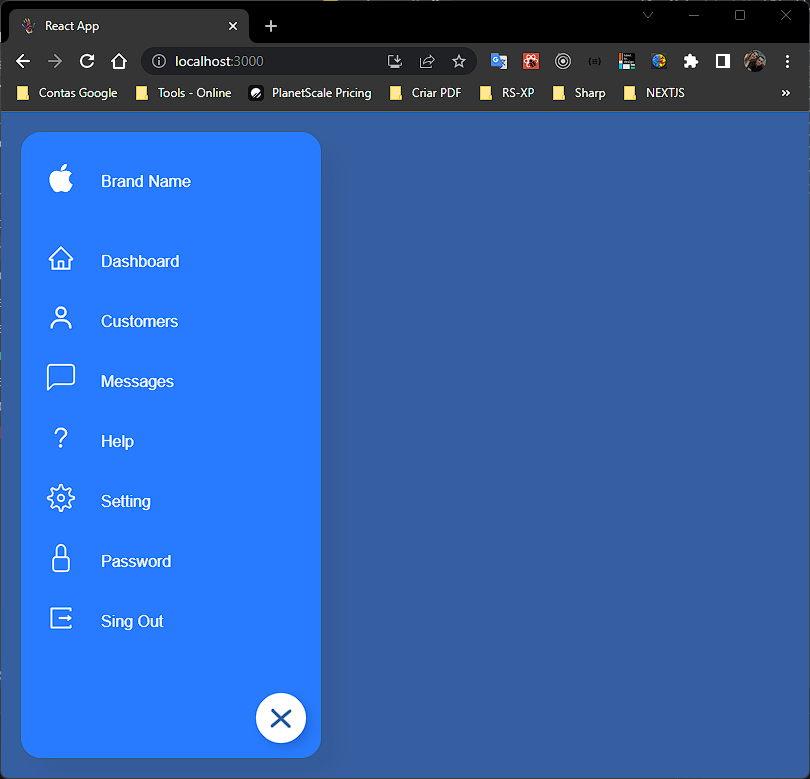 React App
localhost:3000
Contas Google
Tools - Online
PlanetScale Pricing
Criar PDF
RS-XP
Sharp
NEXTJS
»
Brand Name
Dashboard
Customers
Messages
Help
Setting
Password
Sing Out